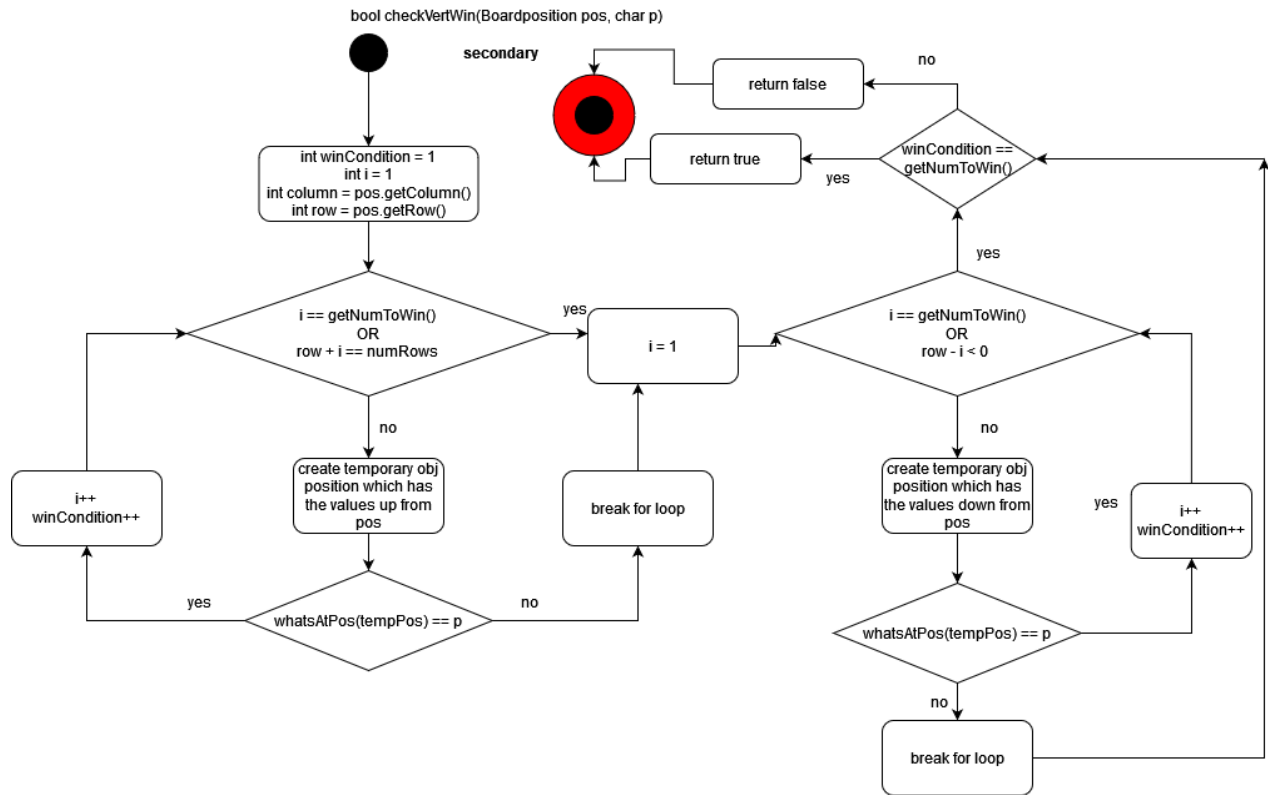 bool checkVertWin(Boardposition pos, char p)
secondary
no
return false
winCondition ==
getNumToWin()
return true
yes
int winCondition = 1
int i = 1
int column = pos.getColumn()
int row = pos.getRow()
yes
i == getNumToWin()
OR
row + i == numRows
yes
i = 1
i == getNumToWin()
OR
row - i < 0
no
no
create temporary obj
position which has
the values up from
pos
i++
winCondition++
break for loop
create temporary obj
position which has
the values down from
pos
yes
i++
winCondition++
yes
whatsAtPos(tempPos) == p
no
whatsAtPos(tempPos) == p
no
break for loop